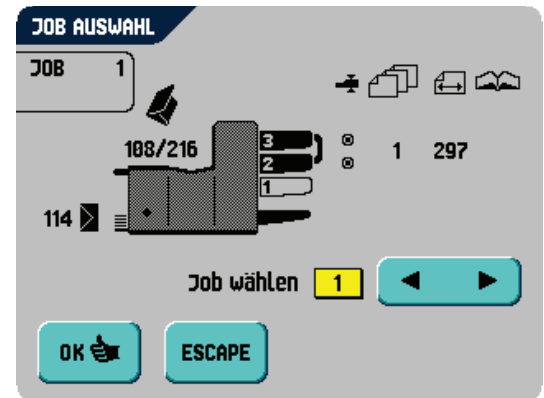 JOB AUSWAHL
JOB 1
108/216
3
2
1
1 297
114
Job wählen 1
OK
ESCAPE